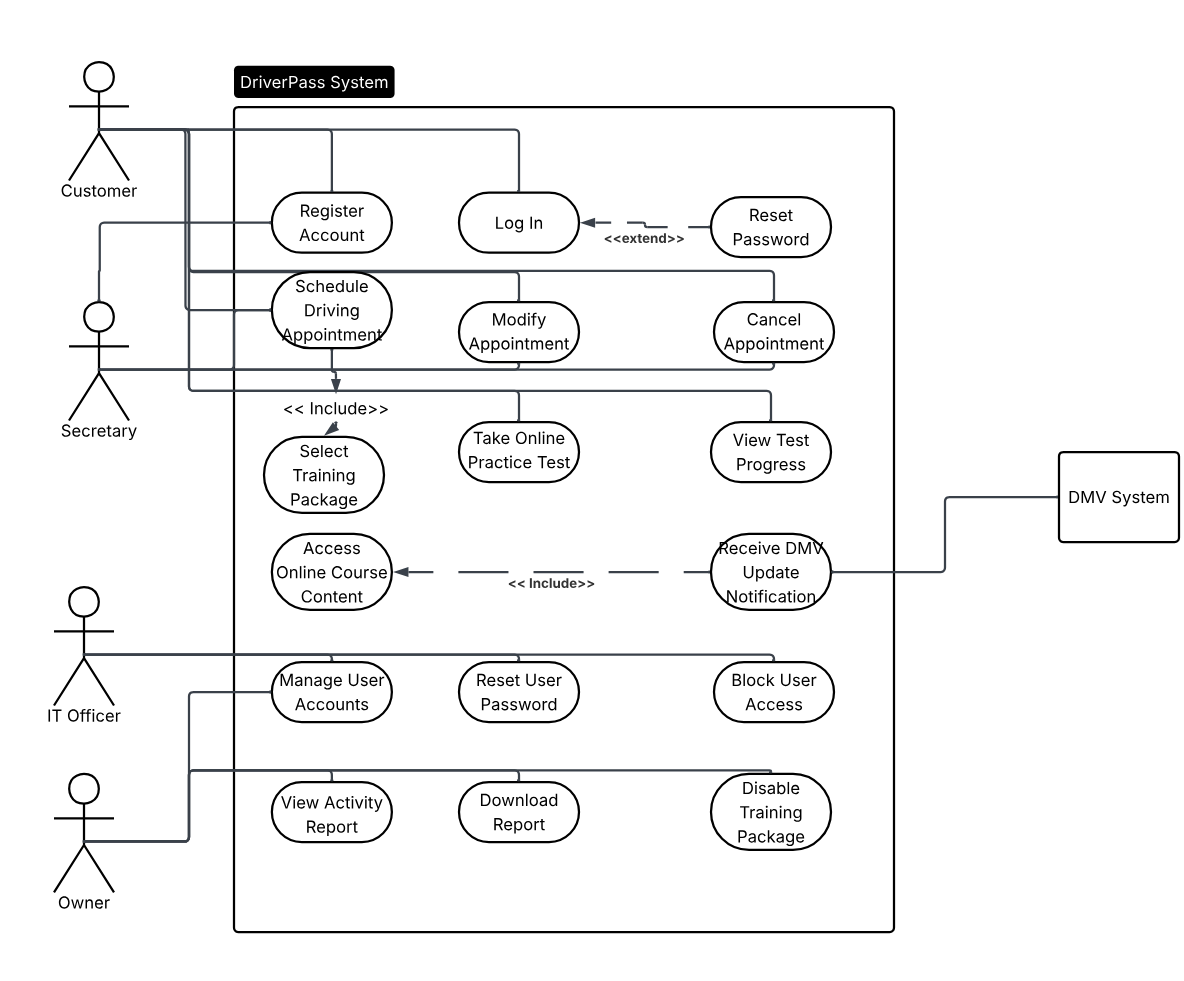 DriverPass System
Customer
Register
Account
Log In
Reset
Password
<<extend>>
Schedule
Driving
Appointment
Modify
Appointment
Cancel
Appointment
Secretary
<< Include>>
Take Online
Practice Test
View Test
Progress
Select
Training
Package
DMV System
Access
Online Course
Content
<< Include>>
Receive DMV
Update
Notification
IT Officer
Manage User
Accounts
Reset User
Password
Block User
Access
Owner
View Activity
Report
Download
Report
Disable
Training
Package